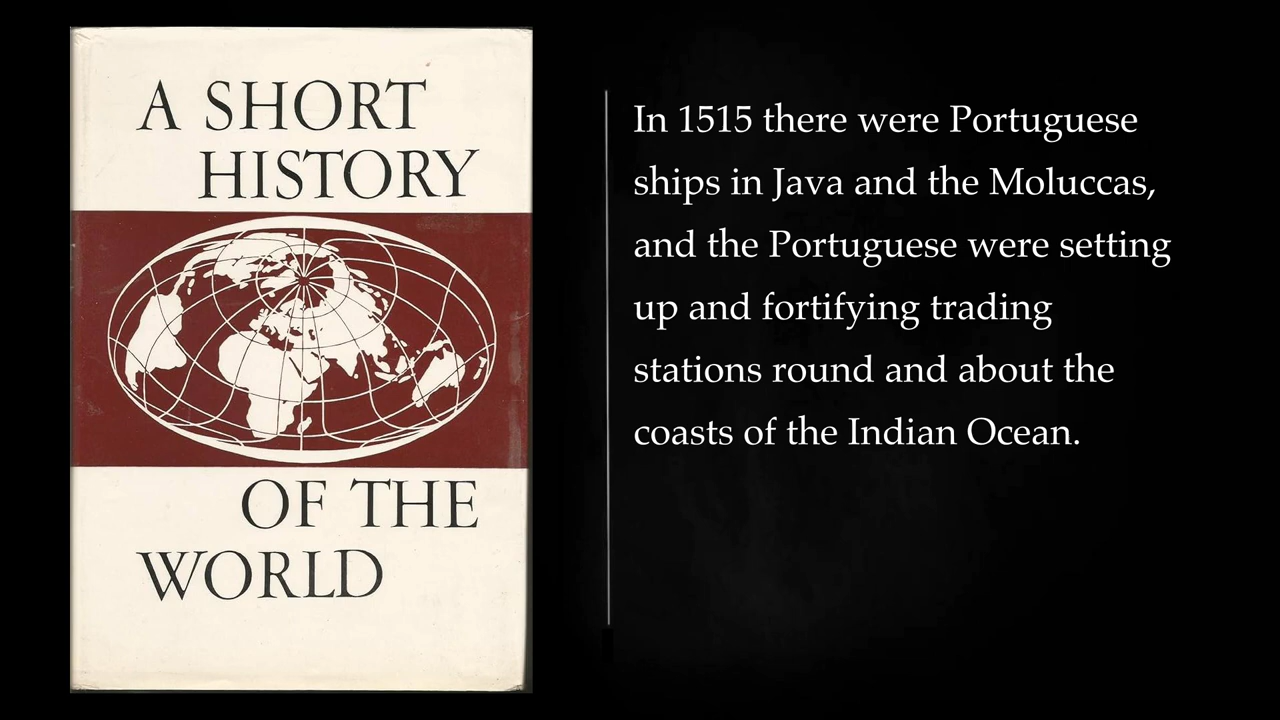 A SHORT
HISTORY
OF THE
WORLD
In 1515 there were Portuguese
ships in Java and the Moluccas,
and the Portuguese were setting
up and fortifying trading
stations round and about the
coasts of the Indian Ocean.